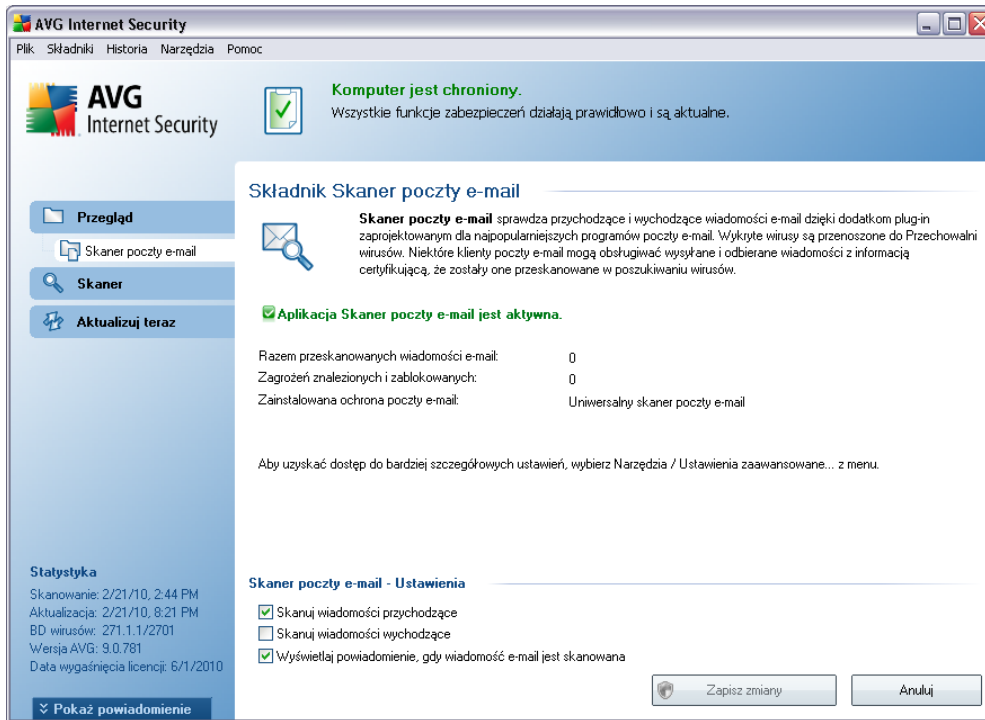 AVG Internet Security
Plik Składniki Historia Narzędzia Pomoc
AVG
Internet Security
Komputer jest chroniony.
Wszystkie funkcje zabezpieczeń działają prawidłowo i są aktualne.
Przegląd
Skaner poczty e-mail
Skaner
Aktualizuj teraz
Składnik Skaner poczty e-mail
Skaner poczty e-mail sprawdza przychodzące i wychodzące wiadomości e-mail dzięki dodatkom plug-in
zaprojektowanym dla najpopularniejszych programów poczty e-mail. Wykryte wirusy są przenoszone do Przechowalni
wirusów. Niektóre klienty poczty e-mail mogą obsługiwać wysyłane i odbierane wiadomości z informacją
certyfikującą, że zostały one przeskanowane w poszukiwaniu wirusów.
Aplikacja Skaner poczty e-mail jest aktywna.
Razem przeskanowanych wiadomości e-mail: 0
Zagrożeń znalezionych i zablokowanych: 0
Zainstalowana ochrona poczty e-mail: Uniwersalny skaner poczty e-mail
Aby uzyskać dostęp do bardziej szczegółowych ustawień, wybierz Narzędzia / Ustawienia zaawansowane... z menu.
Skaner poczty e-mail - Ustawienia
Skanuj wiadomości przychodzące
Skanuj wiadomości wychodzące
Wyświetlaj powiadomienie, gdy wiadomość e-mail jest skanowana
Zapisz zmiany Anuluj
Statystyka
Skanowanie: 2/21/10, 2:44 PM
Aktualizacja: 2/21/10, 8:21 PM
BD wirusów: 271.1.1/2701
Wersja AVG: 9.0.781
Data wygaśnięcia licencji: 6/1/2010
Pokaż powiadomienie